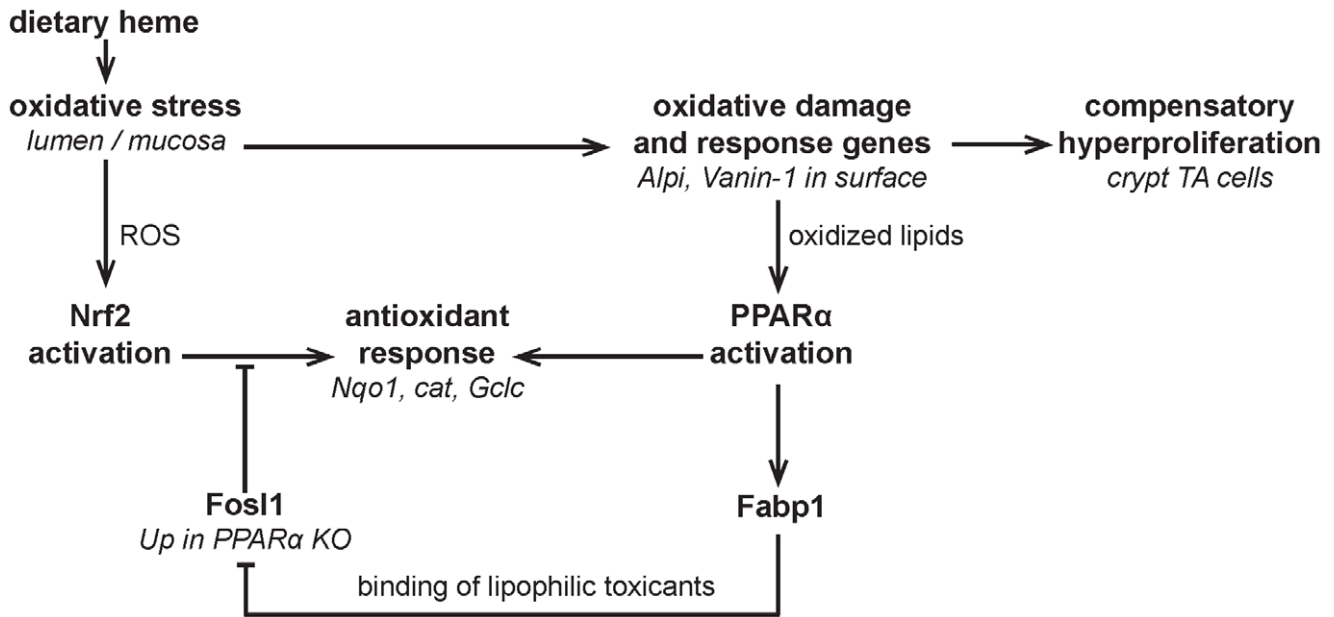 dietary heme
oxidative stress
lumen / mucosa
oxidative damage
and response genes
Alpi, Vanin-1 in surface
compensatory
hyperproliferation
crypt TA cells
ROS
oxidized lipids
Nrf2
activation
antioxidant
response
Nqo1, cat, Gclc
PPARα
activation
Fosl1
Up in PPARα KO
Fabp1
binding of lipophilic toxicants